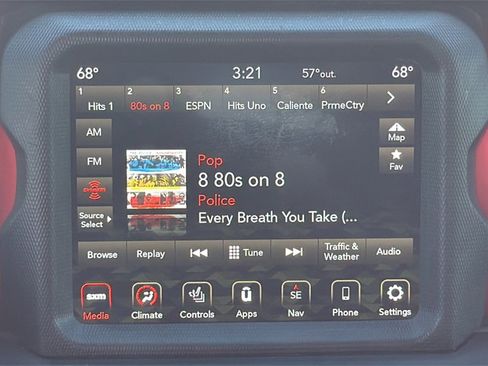 68° 3:21 57°out. 68°
1 2 3 4 5 6
Hits 1 80s on 8 ESPN Hits Uno Caliente PrmeCtry
AM
Map
FM
Pop
Fav
8 80s on 8
Police
Source
Select
Every Breath You Take (...
Browse Replay Tune Traffic &
Weather Audio
sxm SE
Media Climate Controls Apps Nav Phone Settings